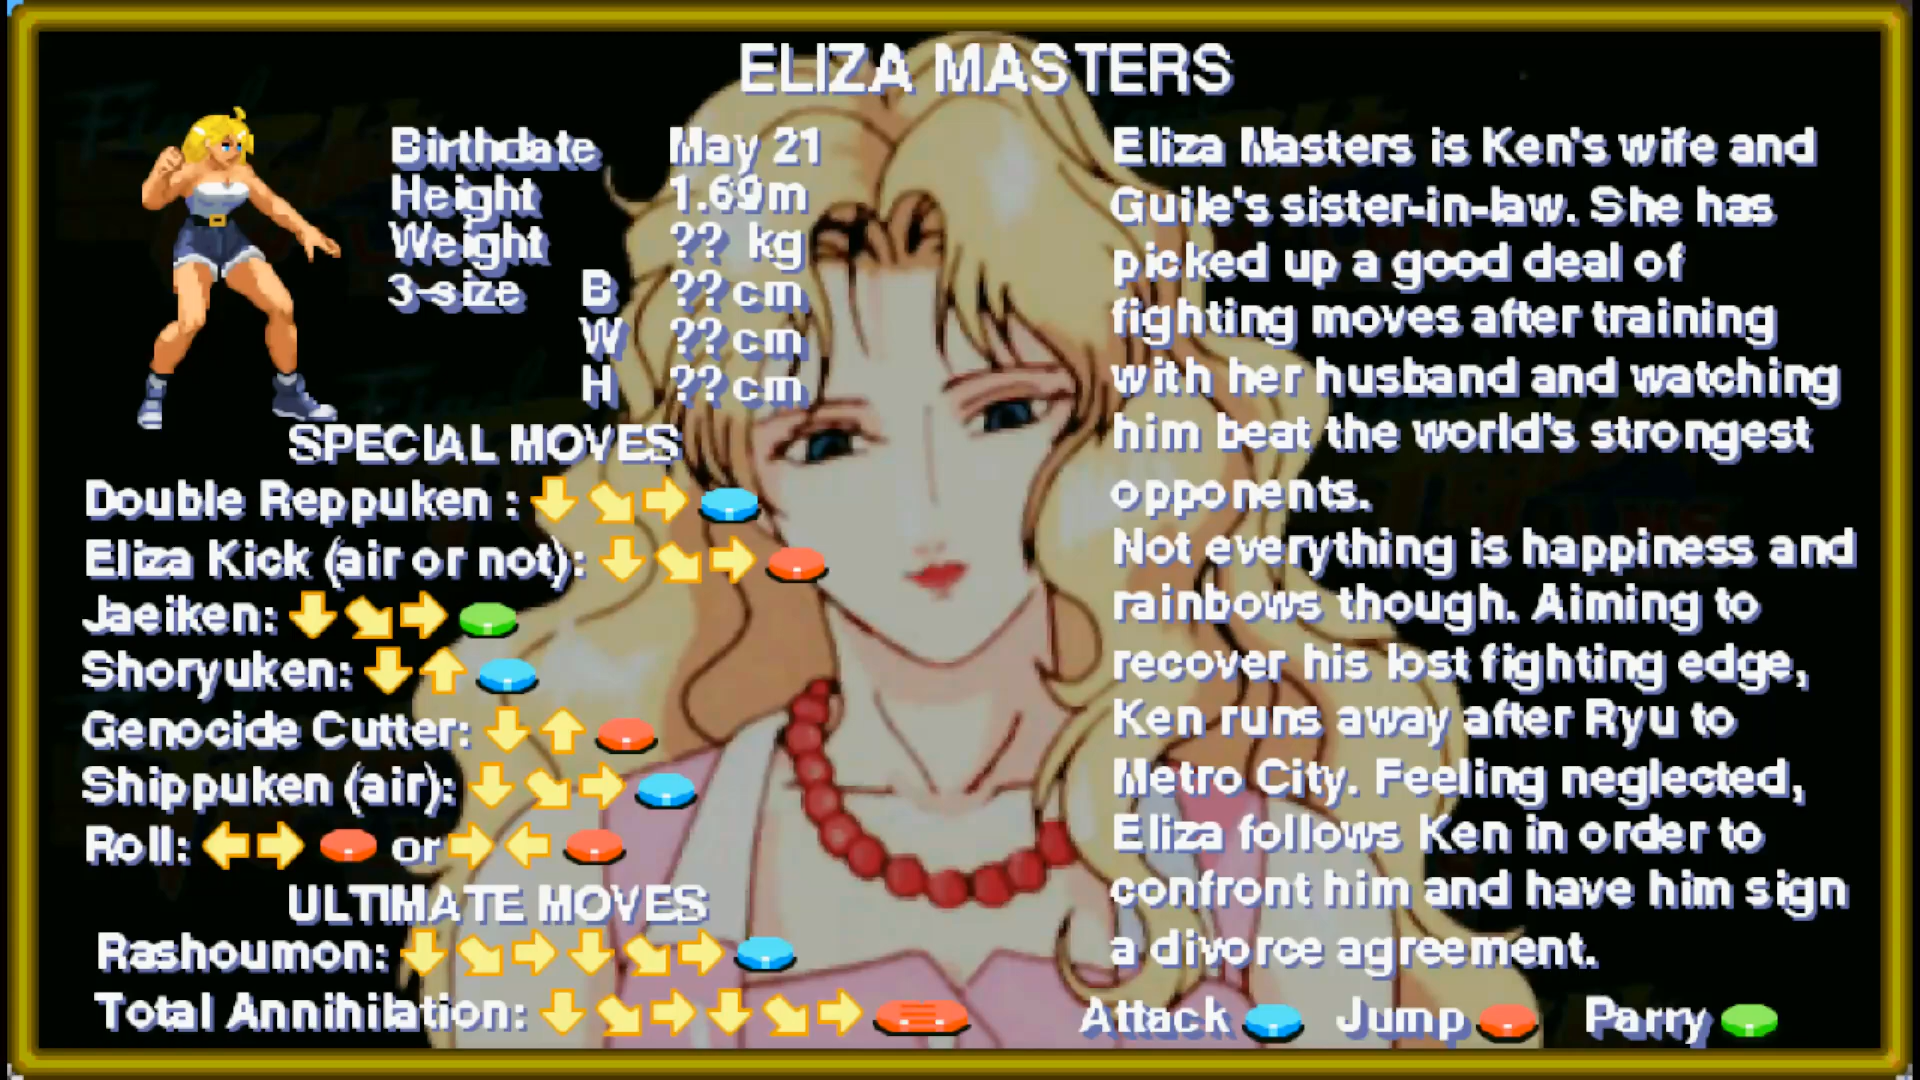 ELIZA MASTERS
Birthdate May 21
Height 1.69m
Weight ?? kg
3-size B ??cm
W ??cm
H ??cm
SPECIAL MOVES
Double Reppuken :
Eliza Kick (air or not):
Jaeiken:
Shoryuken:
Genocide Cutter:
Shippuken (air):
Roll: or
ULTIMATE MOVES
Rashoumon:
Total Annihilation:
Eliza Masters is Ken's wife and
Guile's sister-in-law. She has
picked up a good deal of
fighting moves after training
with her husband and watching
him beat the world's strongest
opponents.
Not everything is happiness and
rainbows though. Aiming to
recover his lost fighting edge,
Ken runs away after Ryu to
Metro City. Feeling neglected,
Eliza follows Ken in order to
confront him and have him sign
a divorce agreement.
Attack Jump Parry